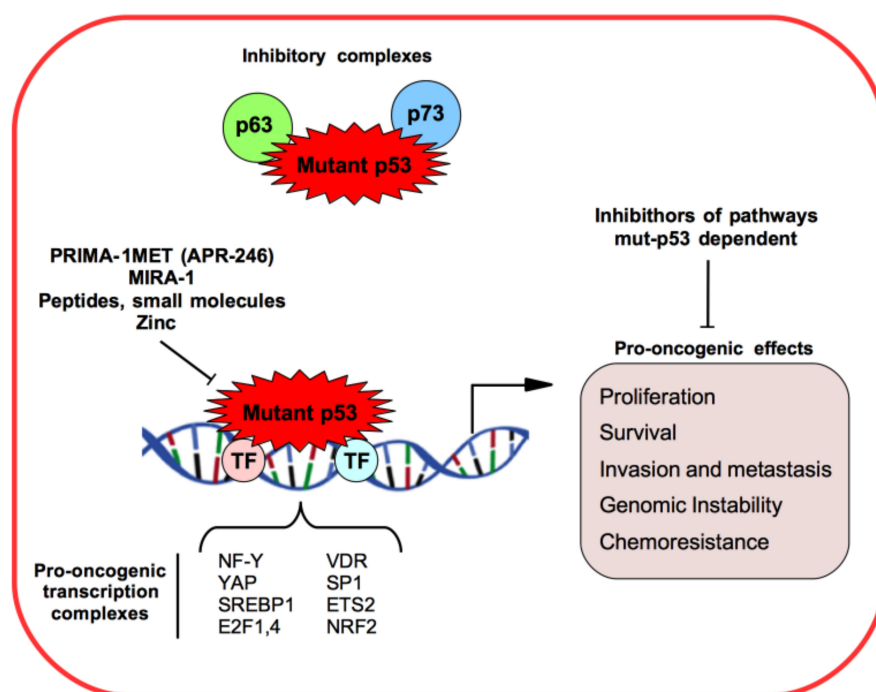 Inhibitory complexes
p63
p73
Mutant p53
Inhibithors of pathways
mut-p53 dependent
PRIMA-1MET (APR-246)
MIRA-1
Peptides, small molecules
Zinc
Pro-oncogenic effects
Proliferation
Survival
Invasion and metastasis
Genomic Instability
Chemoresistance
Mutant p53
TF
TF
Pro-oncogenic
transcription
complexes
NF-Y
YAP
SREBP1
E2F1,4
VDR
SP1
ETS2
NRF2